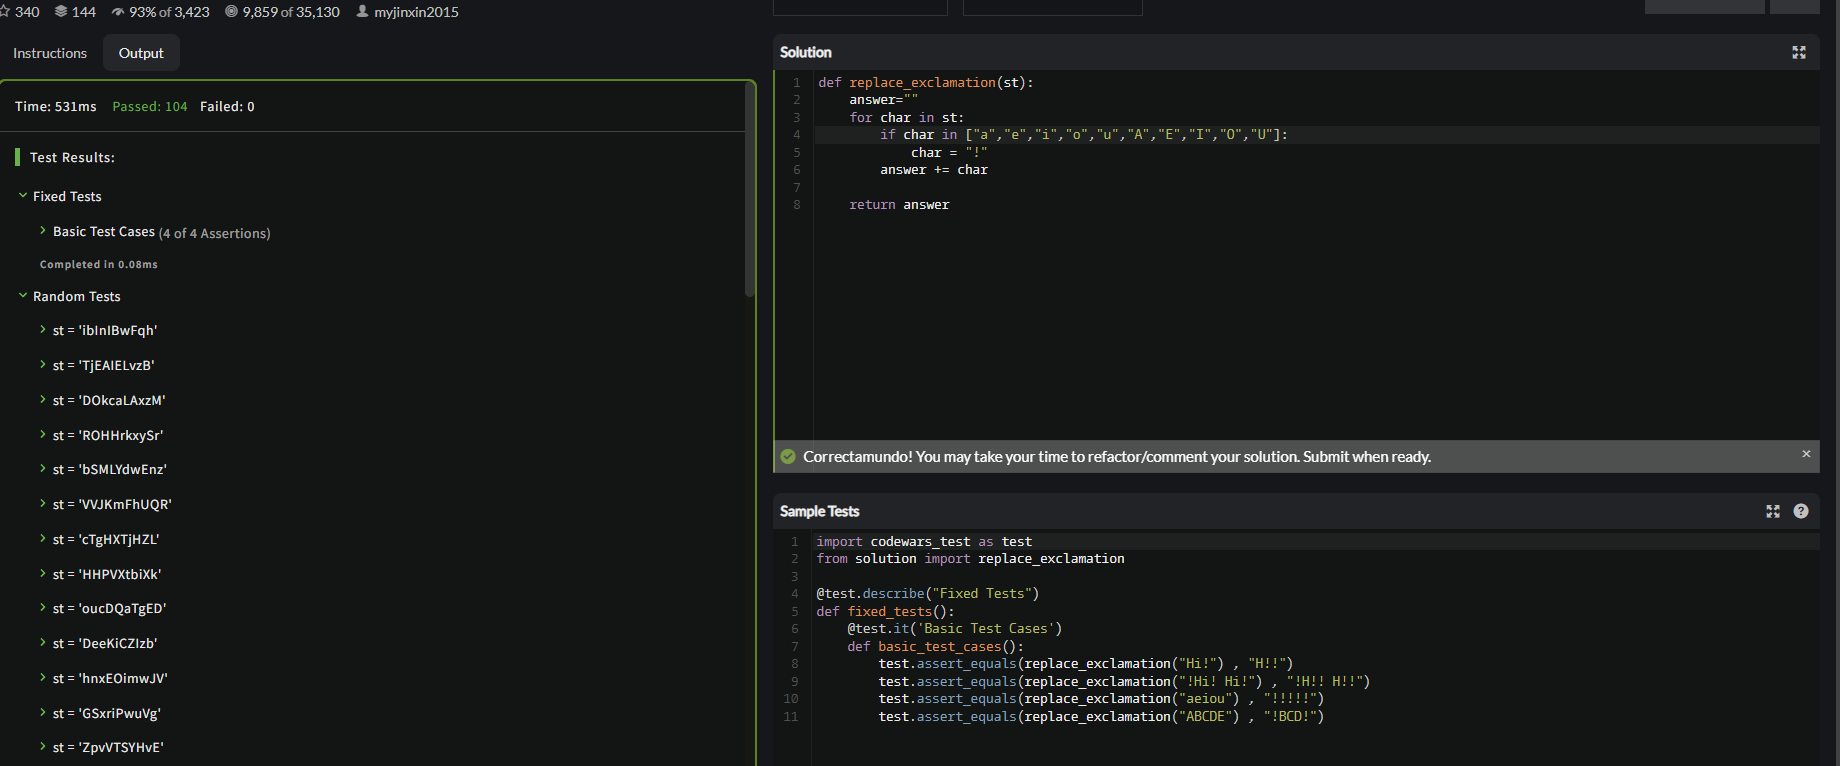 340 144 93% of 3,423 9,859 of 35,130 myjinxin2015
Instructions Output
Time: 531ms Passed: 104 Failed: 0
Test Results:
Fixed Tests
Basic Test Cases (4 of 4 Assertions)
Completed in 0.08ms
Random Tests
st = 'ibInIBwFqh'
st = 'TjEAIELvzB'
st = 'DOkcaLAxzM'
st = 'ROHHrkxySr'
st = 'bSMLYdwEnz'
st = 'VVJKmFhUQR'
st = 'cTgHXTjHZL'
st = 'HHPVXtbiXk'
st = 'oucDQaTgED'
st = 'DeeKiCZIzb'
st = 'hnxEOimwJV'
st = 'GSxriPwuVg'
st = 'ZpvVTSYHvE'
Solution
1 def replace_exclamation(st):
2     answer=""
3     for char in st:
4         if char in ["a","e","i","o","u","A","E","I","O","U"]:
5             char = "!"
6         answer += char
7
8     return answer
Correctamundo! You may take your time to refactor/comment your solution. Submit when ready. ×
Sample Tests ?
1 import codewars_test as test
2 from solution import replace_exclamation
3
4 @test.describe("Fixed Tests")
5 def fixed_tests():
6     @test.it('Basic Test Cases')
7     def basic_test_cases():
8         test.assert_equals(replace_exclamation("Hi!") , "H!!")
9         test.assert_equals(replace_exclamation("!Hi! Hi!") , "!H!! H!!")
10         test.assert_equals(replace_exclamation("aeiou") , "!!!!!")
11         test.assert_equals(replace_exclamation("ABCDE") , "!BCD!")